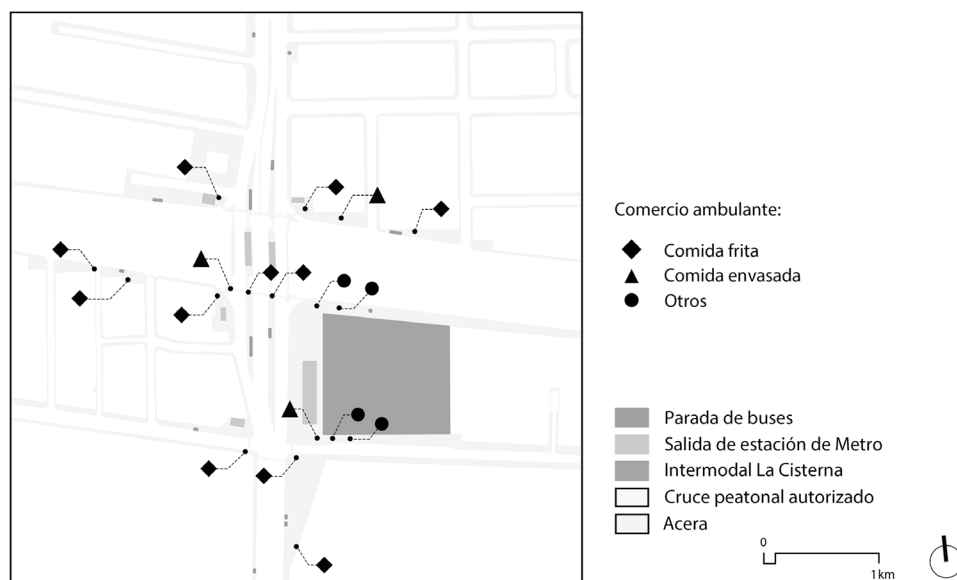 Comercio ambulante:
Comida frita
Comida envasada
Otros
Parada de buses
Salida de estación de Metro
Intermodal La Cisterna
Cruce peatonal autorizado
Acera
0
1 km